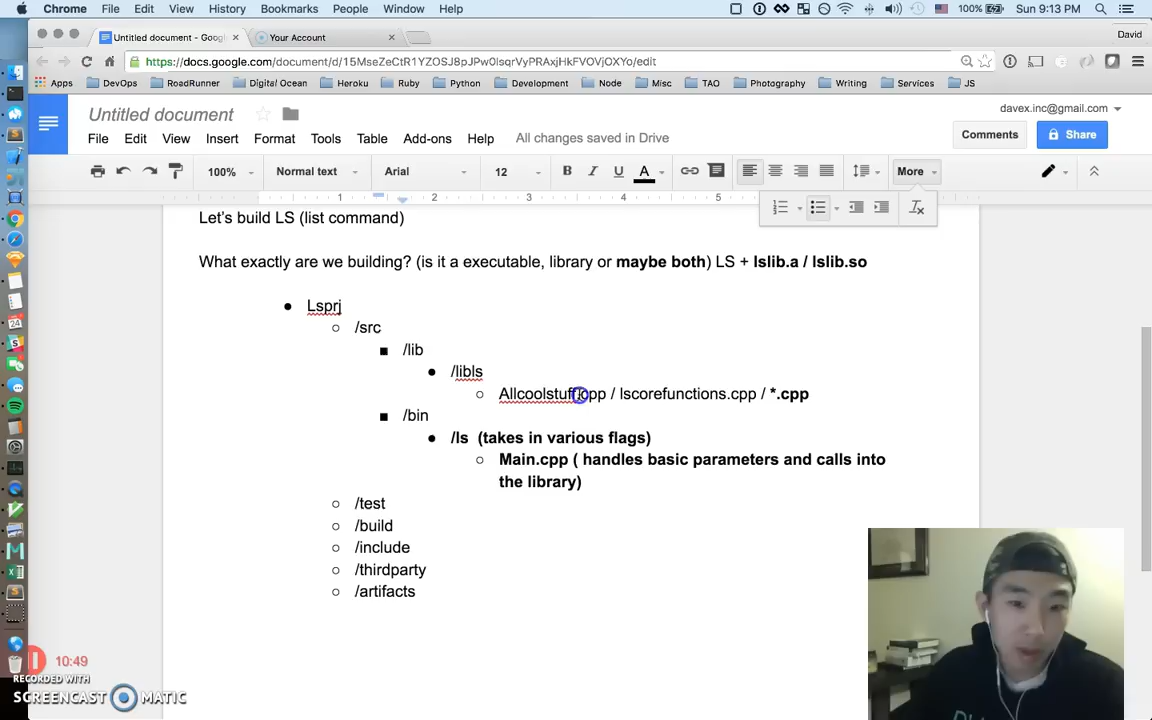 Chrome File Edit View History Bookmarks People Window Help 100% Sun 9:13 PM
Untitled document - Goog × Your Account × David
https://docs.google.com/document/d/15MseZeCtR1YZOSJ8pJPw0lsqrVyPRAxjHkFVOVjOXYo/edit
Apps DevOps RoadRunner Digital Ocean Heroku Ruby Python Development Node Misc TAO Photography Writing Services JS
Untitled document davex.inc@gmail.com
File Edit View Insert Format Tools Table Add-ons Help All changes saved in Drive Comments Share
100% Normal text Arial 12 B I U A More
1 2 3 4 5
Let's build LS (list command)
What exactly are we building? (is it a executable, library or maybe both) LS + lslib.a / lslib.so
Lsprj
/src
/lib
/libls
Allcoolstuff.cpp / lscorefunctions.cpp / *.cpp
/bin
/ls (takes in various flags)
Main.cpp ( handles basic parameters and calls into
the library)
/test
/build
/include
/thirdparty
/artifacts
10:49
RECORDED WITH
SCREENCAST MATIC